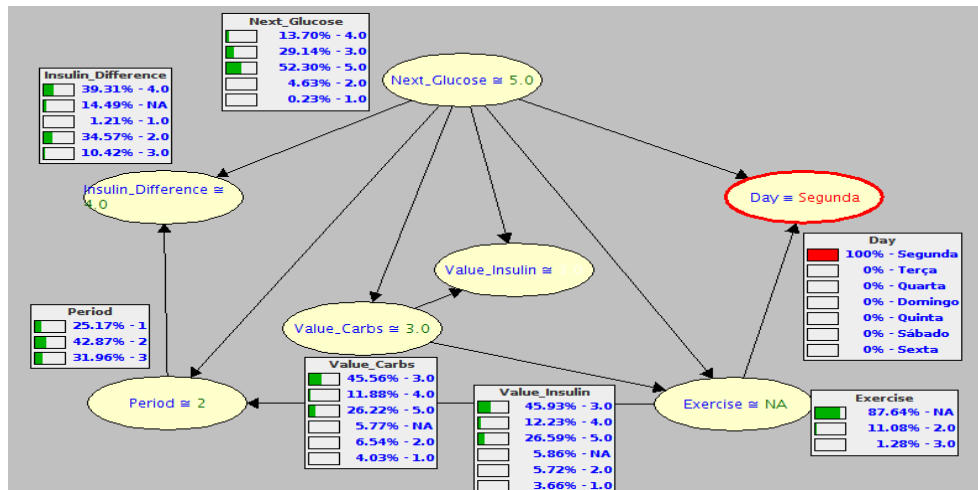 Next_Glucose
13.70% - 4.0
29.14% - 3.0
52.30% - 5.0
4.63% - 2.0
0.23% - 1.0
Next_Glucose ≅ 5.0
Insulin_Difference
39.31% - 4.0
14.49% - NA
1.21% - 1.0
34.57% - 2.0
10.42% - 3.0
Insulin_Difference ≅
4.0
Day ≅ Segunda
Day
100% - Segunda
0% - Terça
0% - Quarta
0% - Domingo
0% - Quinta
0% - Sábado
0% - Sexta
Value_Insulin ≅
Period
25.17% - 1
42.87% - 2
31.96% - 3
Value_Carbs ≅ 3.0
Value_Carbs
45.56% - 3.0
11.88% - 4.0
26.22% - 5.0
5.77% - NA
6.54% - 2.0
4.03% - 1.0
Period ≅ 2
Value_Insulin
45.93% - 3.0
12.23% - 4.0
26.59% - 5.0
5.86% - NA
5.72% - 2.0
3.66% - 1.0
Exercise ≅ NA
Exercise
87.64% - NA
11.08% - 2.0
1.28% - 3.0